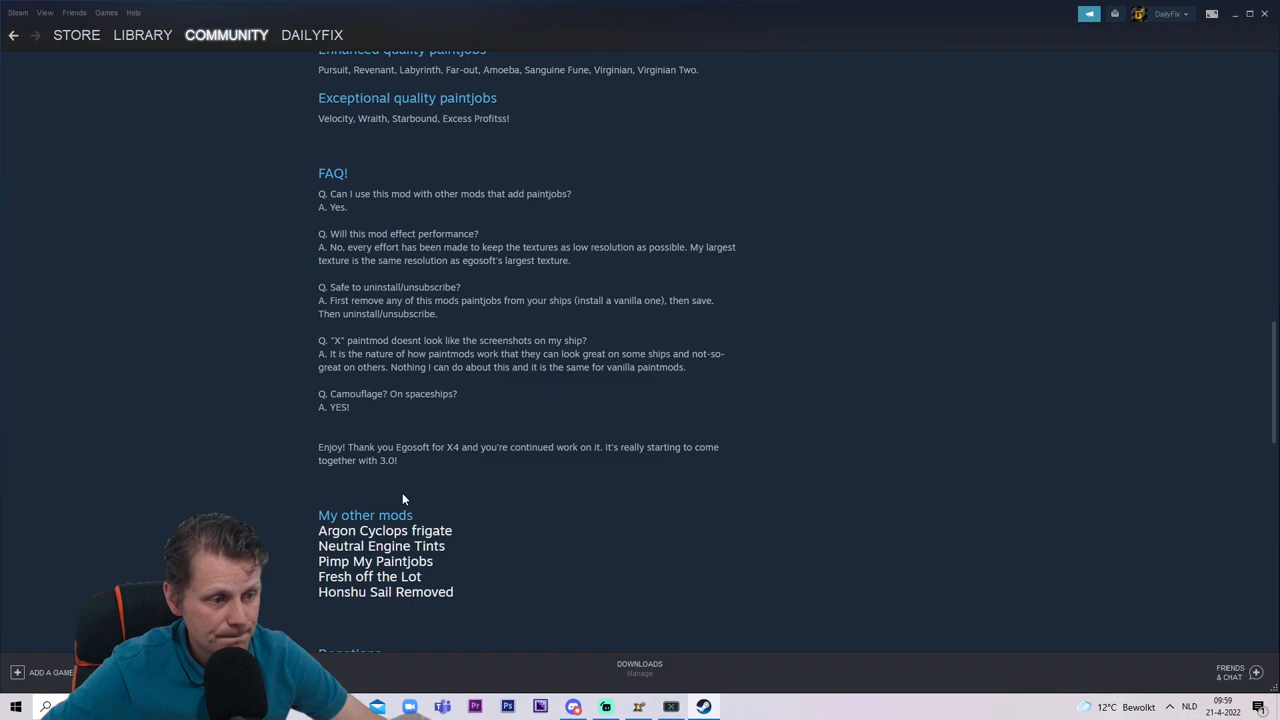 Steam View Friends Games Help
DailyFix
STORE LIBRARY COMMUNITY DAILYFIX
Enhanced quality paintjobs
Pursuit, Revenant, Labyrinth, Far-out, Amoeba, Sanguine Fune, Virginian, Virginian Two.
Exceptional quality paintjobs
Velocity, Wraith, Starbound, Excess Profitss!
FAQ!
Q. Can I use this mod with other mods that add paintjobs?
A. Yes.
Q. Will this mod effect performance?
A. No, every effort has been made to keep the textures as low resolution as possible. My largest
texture is the same resolution as egosoft's largest texture.
Q. Safe to uninstall/unsubscribe?
A. First remove any of this mods paintjobs from your ships (install a vanilla one), then save.
Then uninstall/unsubscribe.
Q. "X" paintmod doesnt look like the screenshots on my ship?
A. It is the nature of how paintmods work that they can look great on some ships and not-so-
great on others. Nothing I can do about this and it is the same for vanilla paintmods.
Q. Camouflage? On spaceships?
A. YES!
Enjoy! Thank you Egosoft for X4 and you're continued work on it. It's really starting to come
together with 3.0!
My other mods
Argon Cyclops frigate
Neutral Engine Tints
Pimp My Paintjobs
Fresh off the Lot
Honshu Sail Removed
Donations
ADD A GAME
DOWNLOADS
Manage
FRIENDS
& CHAT
Pr Ps
12°C Bewolkt NLD
09:59
21-4-2022